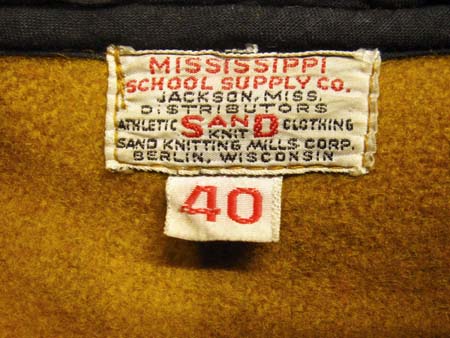 MISSISSIPPI
SCHOOL SUPPLY CO.
JACKSON, MISS.
DISTRIBUTORS
ATHLETIC SAND CLOTHING
KNIT
SAND KNITTING MILLS CORP.
BERLIN, WISCONSIN
40